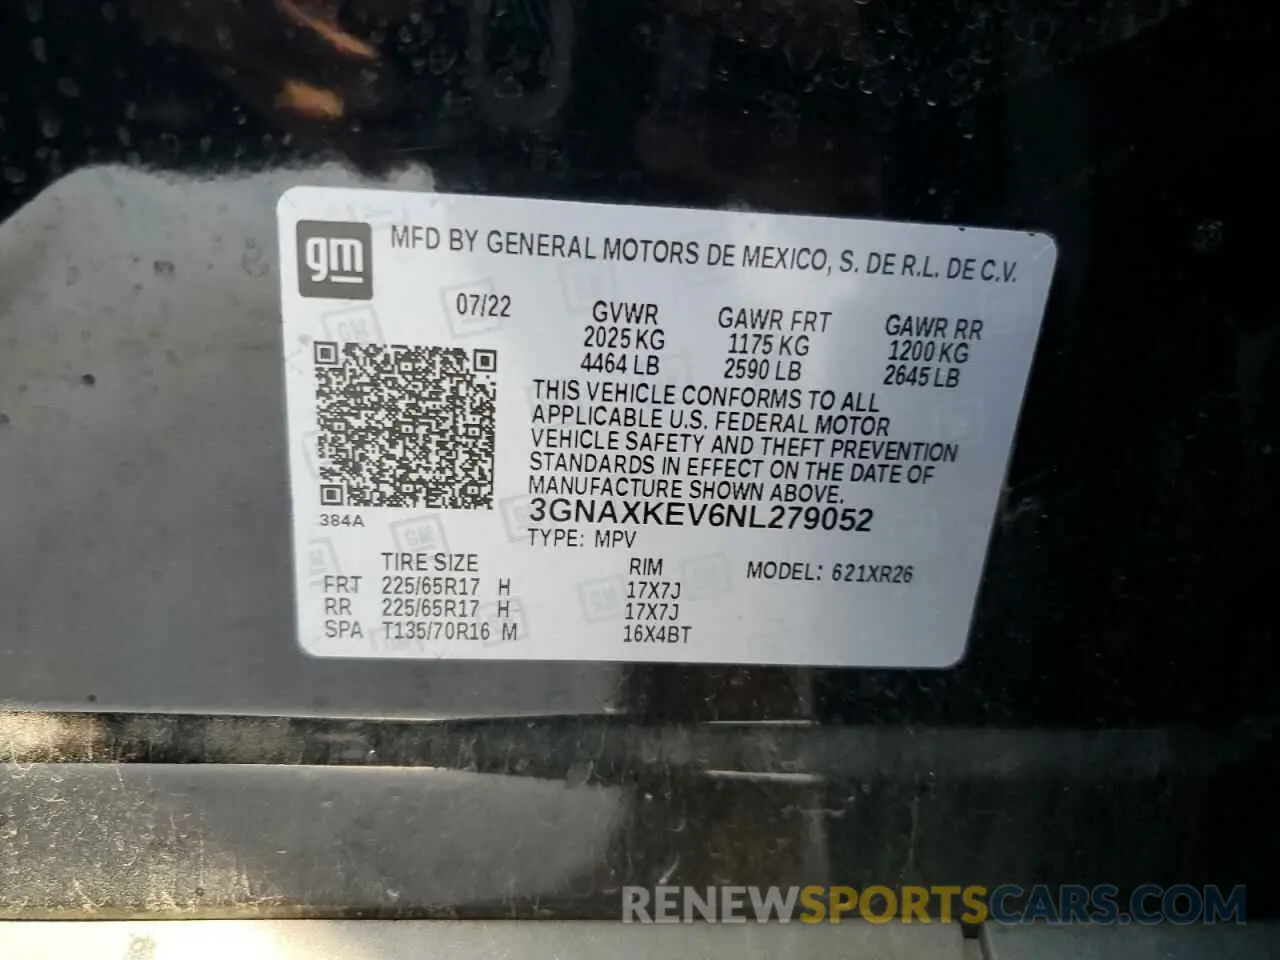 gm
MFD BY GENERAL MOTORS DE MEXICO, S. DE R.L. DE C.V.
07/22
GVWR GAWR FRT GAWR RR
2025 KG 1175 KG 1200 KG
4464 LB 2590 LB 2645 LB
THIS VEHICLE CONFORMS TO ALL
APPLICABLE U.S. FEDERAL MOTOR
VEHICLE SAFETY AND THEFT PREVENTION
STANDARDS IN EFFECT ON THE DATE OF
MANUFACTURE SHOWN ABOVE.
384A
3GNAXKEV6NL279052
TYPE: MPV
TIRE SIZE RIM MODEL: 621XR26
FRT 225/65R17 H 17X7J
RR 225/65R17 H 17X7J
SPA T135/70R16 M 16X4BT
RENEWSPORTSCARS.COM